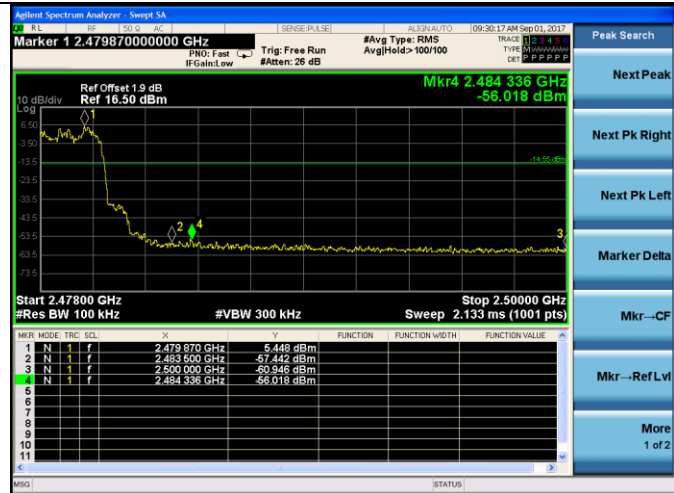 Agilent Spectrum Analyzer - Swept SA
RL RF 50 Ω AC SENSE:PULSE ALIGN AUTO 09:30:17 AM Sep 01, 2017
Marker 1 2.479870000000 GHz
PNO: Fast
IFGain:Low
Trig: Free Run
#Atten: 26 dB
#Avg Type: RMS
Avg|Hold:>100/100
TRACE 1 2 3 4 5 6
TYPE M
DET P P P P P P
Peak Search
Mkr4 2.484 336 GHz
-56.018 dBm
Ref Offset 1.9 dB
10 dB/div Ref 16.50 dBm
Log
1
6.50
-3.50
-13.5
-14.55 dBm
-23.5
-33.5
-43.5
2 4 3
-53.5
-63.5
-73.5
Start 2.47800 GHz Stop 2.50000 GHz
#Res BW 100 kHz #VBW 300 kHz Sweep 2.133 ms (1001 pts)
MKR MODE TRC SCL X Y FUNCTION FUNCTION WIDTH FUNCTION VALUE
1 N 1 f 2.479 870 GHz 5.448 dBm
2 N 1 f 2.483 500 GHz -57.442 dBm
3 N 1 f 2.500 000 GHz -60.946 dBm
4 N 1 f 2.484 336 GHz -56.018 dBm
5
6
7
8
9
10
11
MSG STATUS
Next Peak
Next Pk Right
Next Pk Left
Marker Delta
Mkr→CF
Mkr→Ref Lvl
More
1 of 2